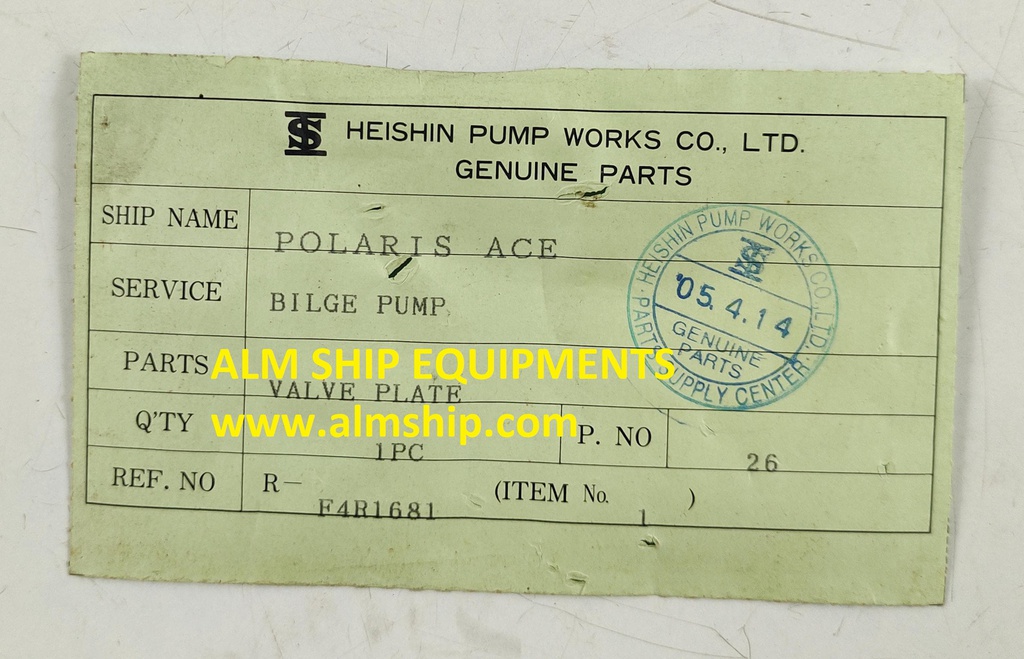 HEISHIN PUMP WORKS CO., LTD.
GENUINE PARTS
SHIP NAME POLARIS ACE
SERVICE BILGE PUMP
PARTS VALVE PLATE
Q'TY 1PC P. NO 26
REF. NO R- F4R1681 (ITEM No. 1 )
HEISHIN PUMP WORKS CO., LTD.
'05. 4. 14
GENUINE
PARTS
PARTS SUPPLY CENTER
ALM SHIP EQUIPMENTS
www.almship.com